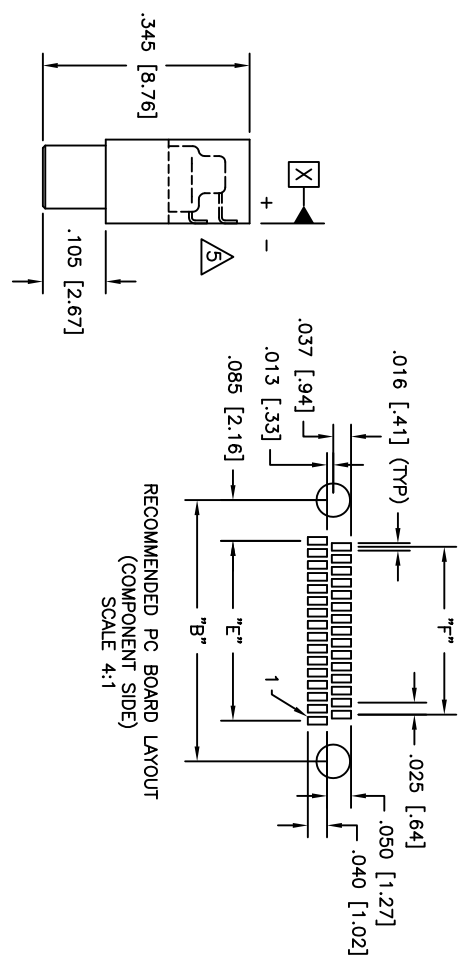 .345 [8.76]
X
+
-
5
.105 [2.67]
.016 [.41] (TYP)
.037 [.94]
.013 [.33]
.085 [2.16]
"F"
"E"
"B"
1
.025 [.64]
.050 [1.27]
.040 [1.02]
RECOMMENDED PC BOARD LAYOUT
(COMPONENT SIDE)
SCALE 4:1